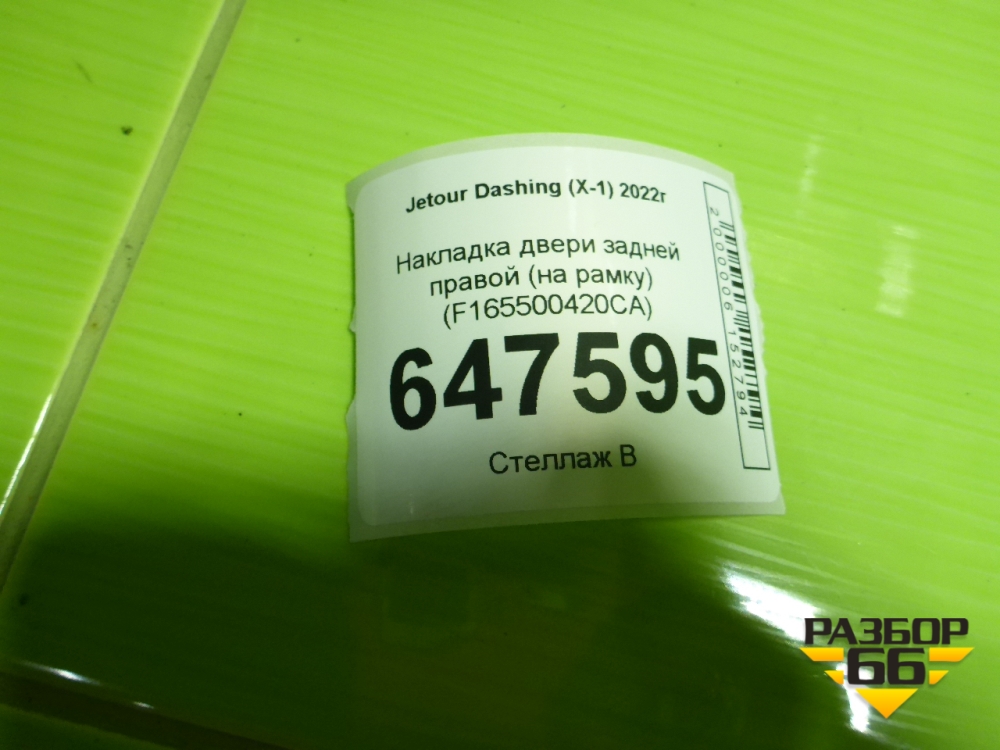 Jetour Dashing (X-1) 2022г
Накладка двери задней
правой (на рамку)
(F165500420CA)
647595
Стеллаж В
2000006152794
РАЗБОР
66